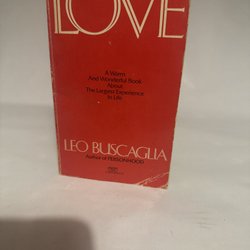 LOVE
A Warm
And Wonderful Book
About
The Largest Experience
In Life
LEO BUSCAGLIA
Author of PERSONHOOD